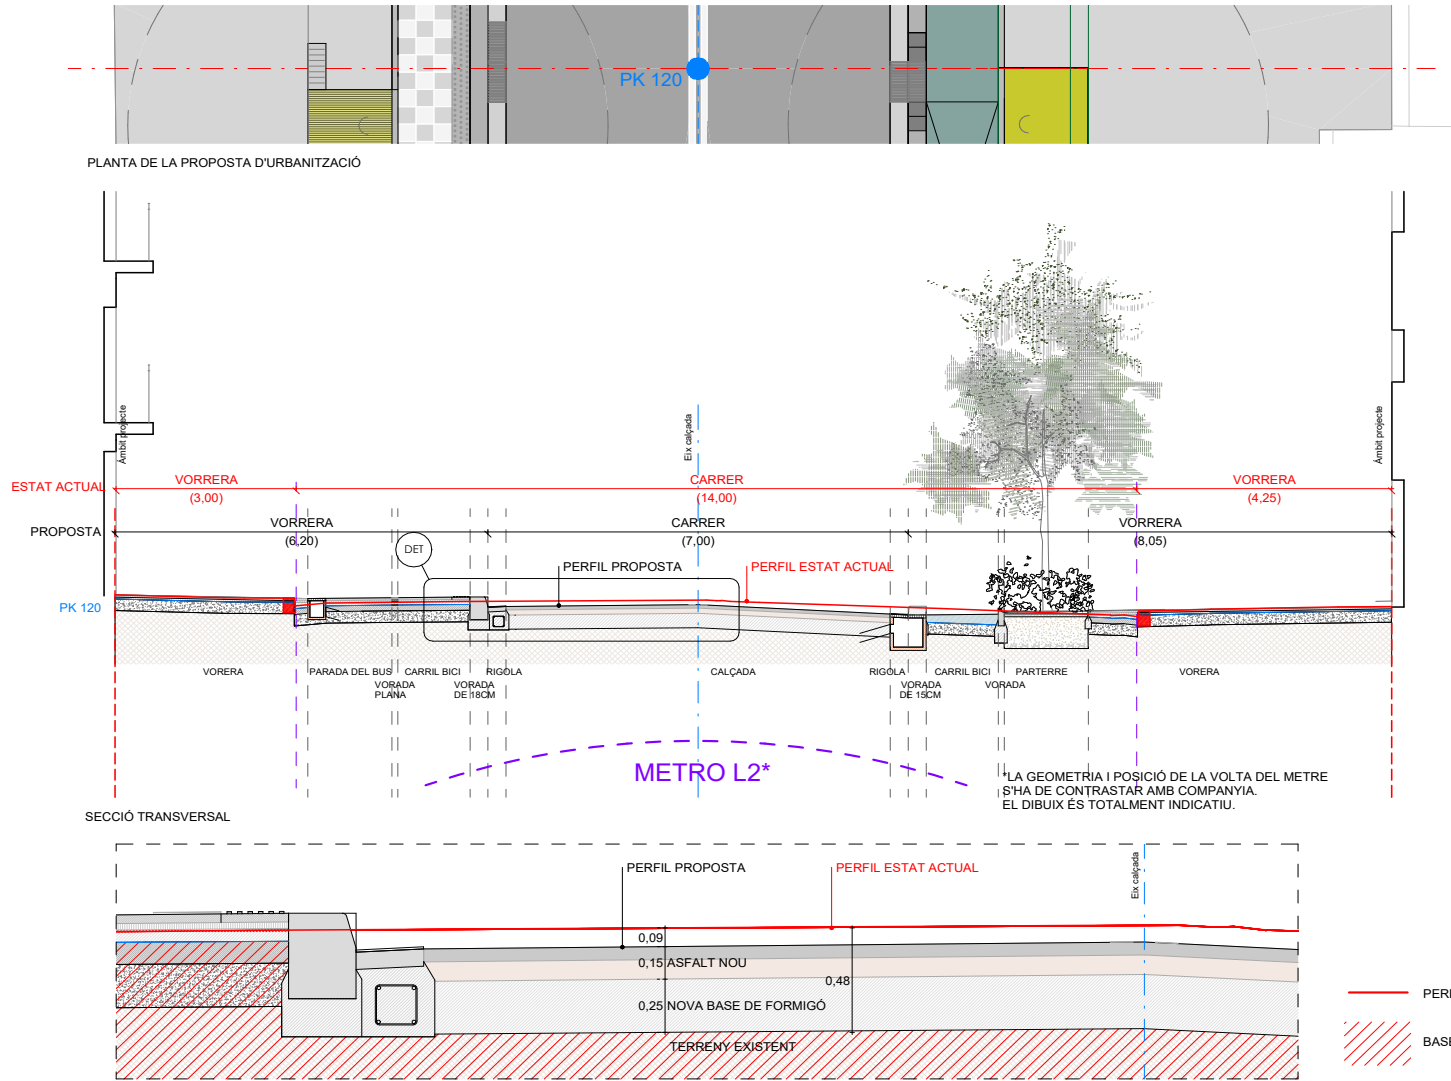 PK 120
PLANTA DE LA PROPOSTA D'URBANITZACIÓ
Àmbit projecte
Eix calçada
Àmbit projecte
ESTAT ACTUAL
VORRERA
(3,00)
CARRER
(14,00)
VORRERA
(4,25)
PROPOSTA
VORRERA
(6,20)
CARRER
(7,00)
VORRERA
(8,05)
DET
PERFIL PROPOSTA
PERFIL ESTAT ACTUAL
PK 120
VORERA
PARADA DEL BUS
VORADA
PLANA
CARRIL BICI
VORADA
DE 18CM
RIGOLA
CALÇADA
RIGOLA
VORADA
DE 15CM
CARRIL BICI
VORADA
PARTERRE
VORERA
METRO L2*
*LA GEOMETRIA I POSICIÓ DE LA VOLTA DEL METRE
S'HA DE CONTRASTAR AMB COMPANYIA.
EL DIBUIX ÉS TOTALMENT INDICATIU.
SECCIÓ TRANSVERSAL
PERFIL PROPOSTA
PERFIL ESTAT ACTUAL
Eix calçada
0,09
0,15 ASFALT NOU
0,48
0,25 NOVA BASE DE FORMIGÓ
TERRENY EXISTENT
PERI
BASE